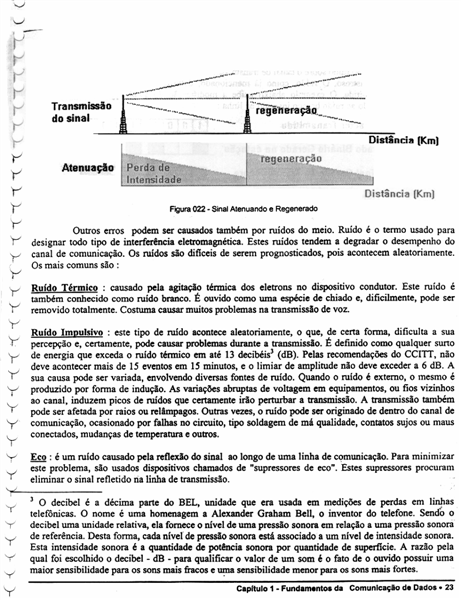 Transmissão
do sinal
regeneração
Distância (Km)
Atenuação
Perda de
Intensidade
regeneração
Distância (Km)
Figura 022 - Sinal Atenuando e Regenerado
Outros erros podem ser causados também por ruídos do meio. Ruído é o termo usado para
designar todo tipo de interferência eletromagnética. Estes ruídos tendem a degradar o desempenho do
canal de comunicação. Os ruídos são difíceis de serem prognosticados, pois acontecem aleatoriamente.
Os mais comuns são :
Ruído Térmico : causado pela agitação térmica dos eletrons no dispositivo condutor. Este ruído é
também conhecido como ruído branco. É ouvido como uma espécie de chiado e, dificilmente, pode ser
removido totalmente. Costuma causar muitos problemas na transmissão de voz.
Ruído Impulsivo : este tipo de ruído acontece aleatoriamente, o que, de certa forma, dificulta a sua
percepção e, certamente, pode causar problemas durante a transmissão. É definido como qualquer surto
de energia que exceda o ruído térmico em até 13 decibéis³ (dB). Pelas recomendações do CCITT, não
deve acontecer mais de 15 eventos em 15 minutos, e o limiar de amplitude não deve exceder a 6 dB. A
sua causa pode ser variada, envolvendo diversas fontes de ruído. Quando o ruído é externo, o mesmo é
produzido por forma de indução. As variações abruptas de voltagem em equipamentos, ou fios vizinhos
ao canal, induzem picos de ruídos que certamente irão perturbar a transmissão. A transmissão também
pode ser afetada por raios ou relâmpagos. Outras vezes, o ruído pode ser originado de dentro do canal de
comunicação, ocasionado por falhas no circuito, tipo soldagem de má qualidade, contatos sujos ou maus
conectados, mudanças de temperatura e outros.
Eco : é um ruído causado pela reflexão do sinal ao longo de uma linha de comunicação. Para minimizar
este problema, são usados dispositivos chamados de "supressores de eco". Estes supressores procuram
eliminar o sinal refletido na linha de transmissão.
³ O decibel é a décima parte do BEL, unidade que era usada em medições de perdas em linhas
telefônicas. O nome é uma homenagem a Alexander Graham Bell, o inventor do telefone. Sendo o
decibel uma unidade relativa, ela fornece o nível de uma pressão sonora em relação a uma pressão sonora
de referência. Desta forma, cada nível de pressão sonora está associado a um nível de intensidade sonora.
Esta intensidade sonora é a quantidade de potência sonora por quantidade de superfície. A razão pela
qual foi escolhido o decibel - dB - para qualificar o valor de um som é o fato de o ouvido possuir uma
maior sensibilidade para os sons mais fracos e uma sensibilidade menor para os sons mais fortes.
Capítulo 1 - Fundamentos da Comunicação de Dados • 23